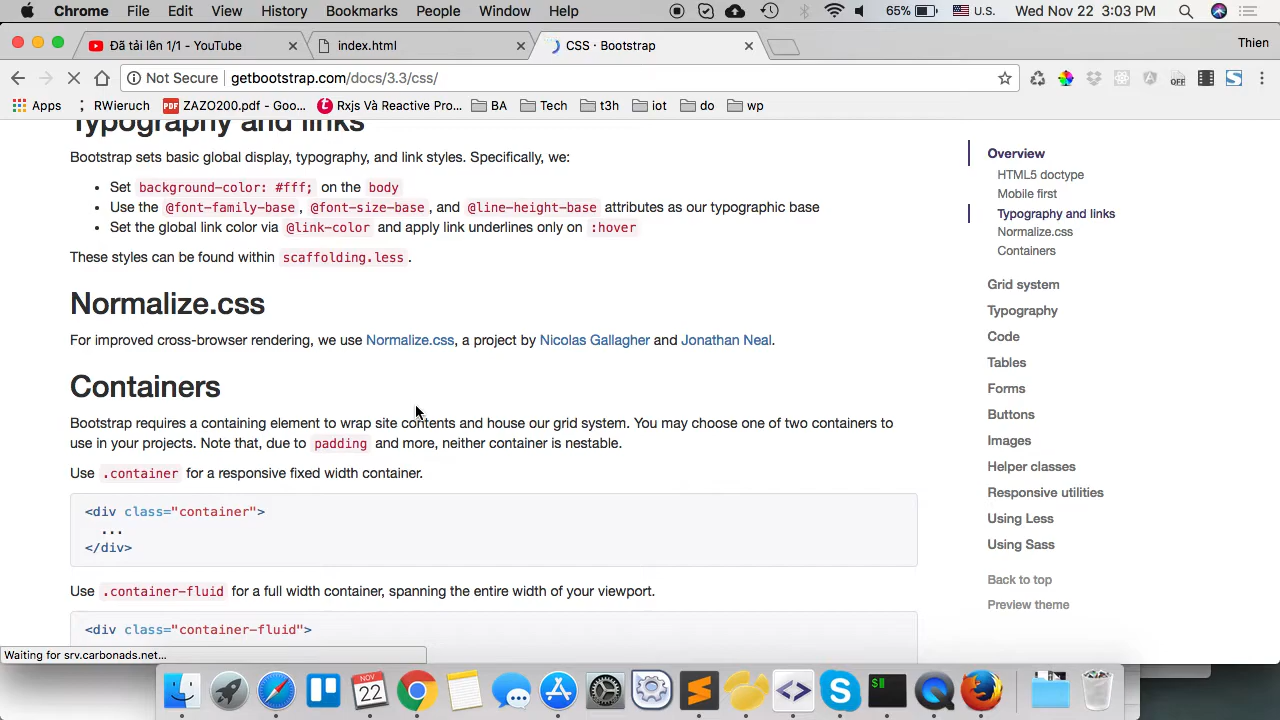 Chrome File Edit View History Bookmarks People Window Help 65% U.S. Wed Nov 22 3:03 PM
Đã tải lên 1/1 - YouTube index.html CSS · Bootstrap Thien
Not Secure getbootstrap.com/docs/3.3/css/
Apps RWieruch ZAZO200.pdf - Goo... Rxjs Và Reactive Pro... BA Tech t3h iot do wp
Typography and links
Bootstrap sets basic global display, typography, and link styles. Specifically, we:
• Set background-color: #fff; on the body
• Use the @font-family-base, @font-size-base, and @line-height-base attributes as our typographic base
• Set the global link color via @link-color and apply link underlines only on :hover
These styles can be found within scaffolding.less.
Normalize.css
For improved cross-browser rendering, we use Normalize.css, a project by Nicolas Gallagher and Jonathan Neal.
Containers
Bootstrap requires a containing element to wrap site contents and house our grid system. You may choose one of two containers to
use in your projects. Note that, due to padding and more, neither container is nestable.
Use .container for a responsive fixed width container.
<div class="container">
...
</div>
Use .container-fluid for a full width container, spanning the entire width of your viewport.
<div class="container-fluid">
Overview
HTML5 doctype
Mobile first
Typography and links
Normalize.css
Containers
Grid system
Typography
Code
Tables
Forms
Buttons
Images
Helper classes
Responsive utilities
Using Less
Using Sass
Back to top
Preview theme
Waiting for srv.carbonads.net...
NOV
22